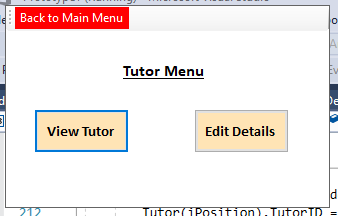 Back to Main Menu
Tutor Menu
View Tutor
Edit Details
212
Tutor(iPosition).TutorID =